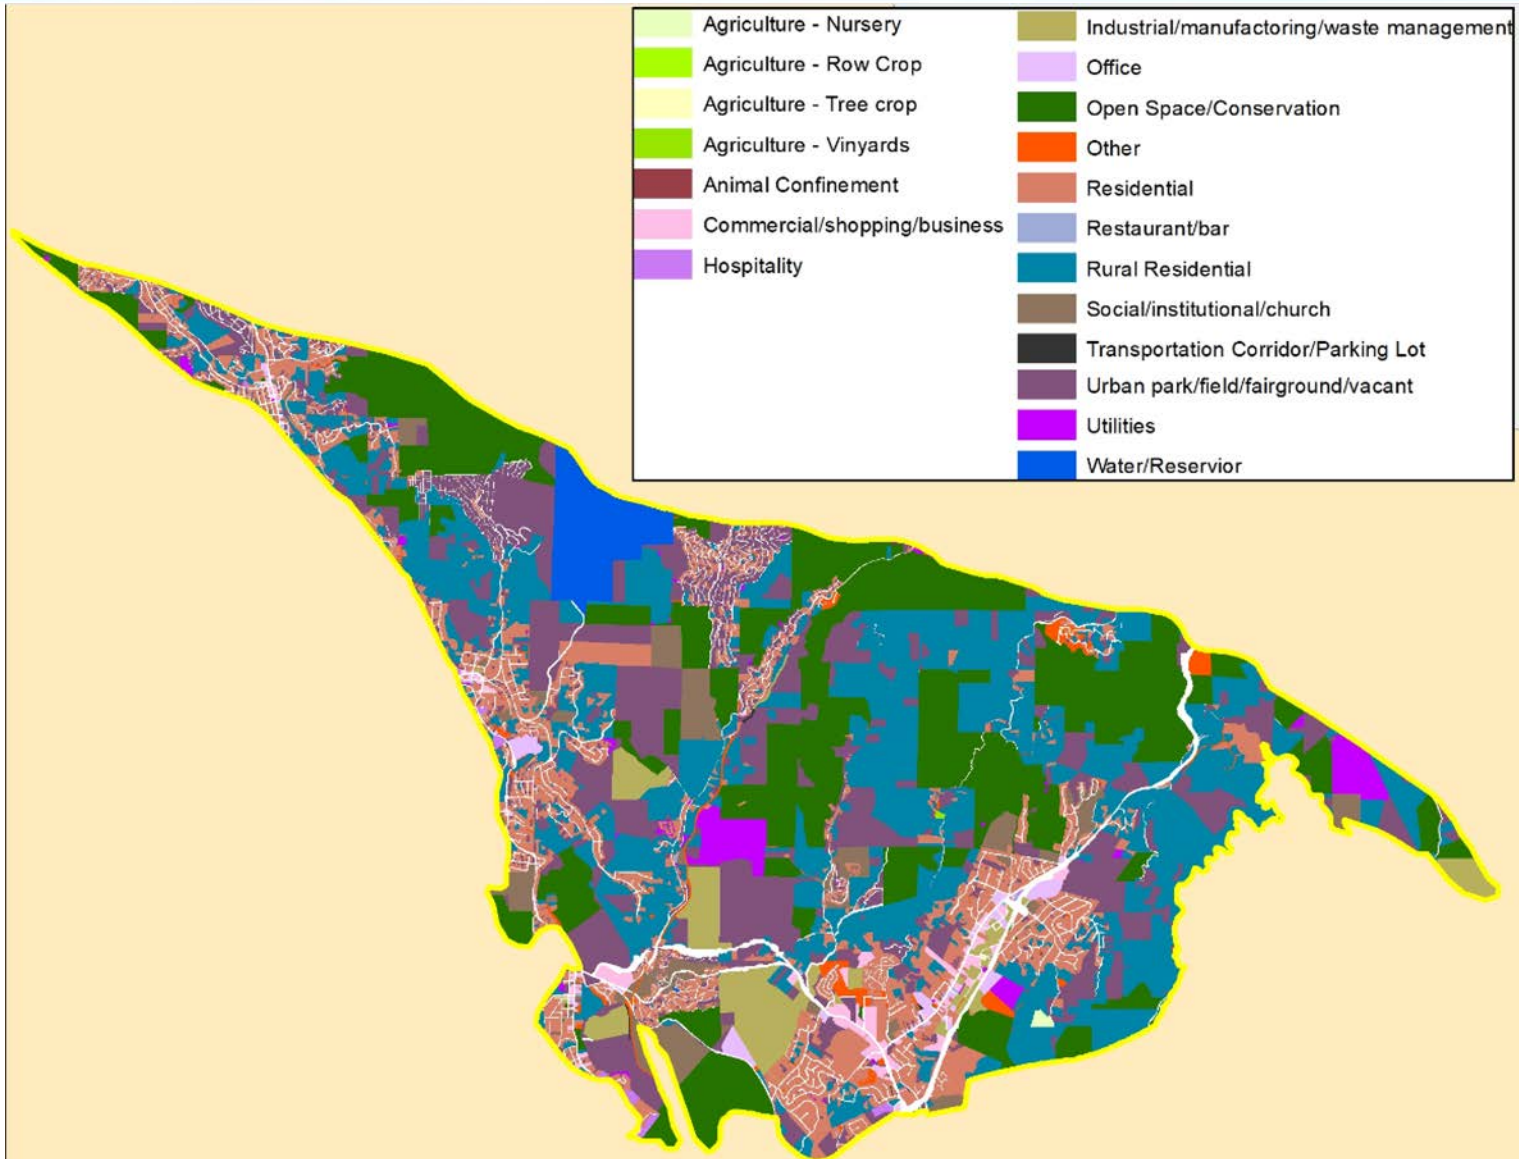 Agriculture - Nursery
Agriculture - Row Crop
Agriculture - Tree crop
Agriculture - Vinyards
Animal Confinement
Commercial/shopping/business
Hospitality
Industrial/manufactoring/waste management
Office
Open Space/Conservation
Other
Residential
Restaurant/bar
Rural Residential
Social/institutional/church
Transportation Corridor/Parking Lot
Urban park/field/fairground/vacant
Utilities
Water/Reservior